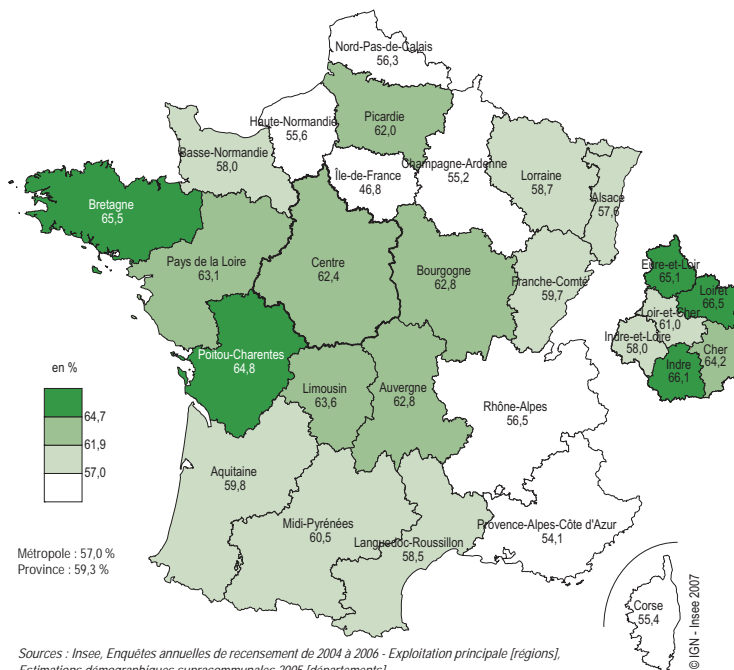 Nord-Pas-de-Calais
56,3
Picardie
62,0
Haute-Normandie
55,6
Basse-Normandie
58,0
Île-de-France
46,8
Champagne-Ardenne
55,2
Lorraine
58,7
Alsace
57,6
Bretagne
65,5
Pays de la Loire
63,1
Centre
62,4
Bourgogne
62,8
Franche-Comté
59,7
Eure-et-Loir
65,1
Loiret
66,5
Loir-et-Cher
61,0
Indre-et-Loire
58,0
Cher
64,2
Indre
66,1
Poitou-Charentes
64,8
Limousin
63,6
Auvergne
62,8
Rhône-Alpes
56,5
en %
64,7
61,9
57,0
Aquitaine
59,8
Midi-Pyrénées
60,5
Languedoc-Roussillon
58,5
Provence-Alpes-Côte d'Azur
54,1
Corse
55,4
Métropole : 57,0 %
Province : 59,3 %
© IGN - Insee 2007
Sources : Insee, Enquêtes annuelles de recensement de 2004 à 2006 - Exploitation principale [régions],
Estimations démographiques supracommunales 2005 [départements]